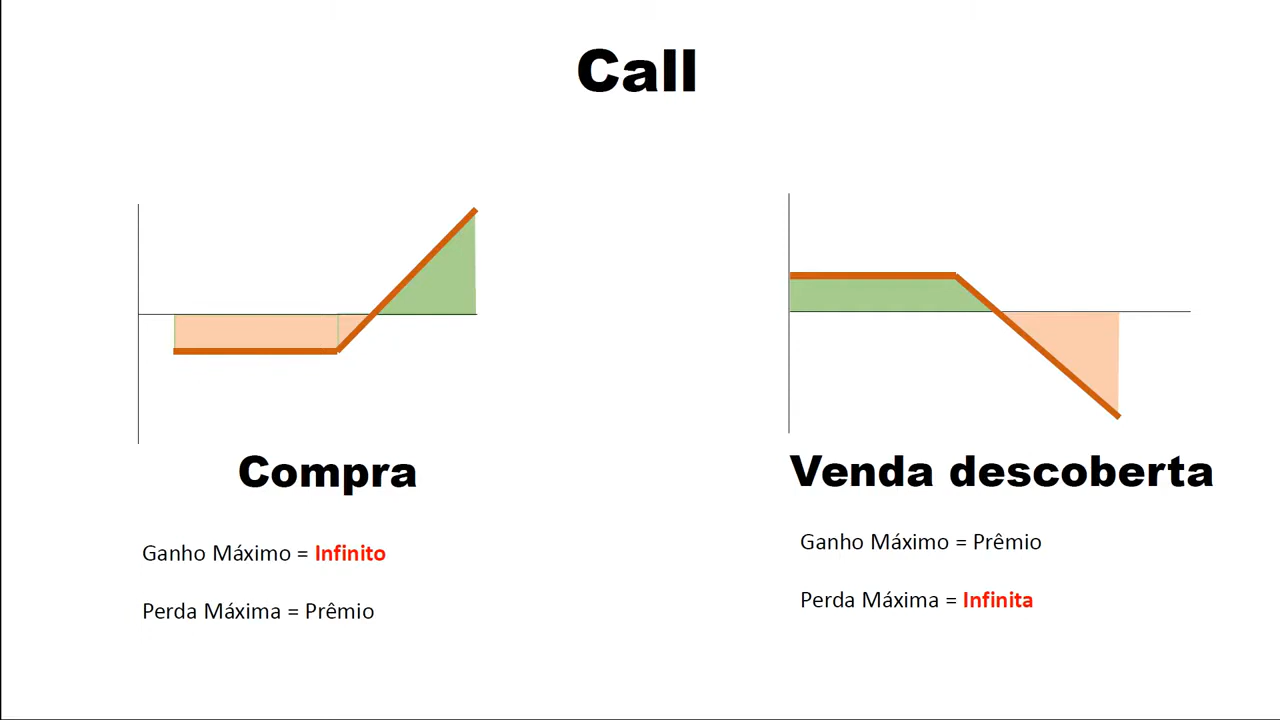 Call
Compra
Ganho Máximo = Infinito
Perda Máxima = Prêmio
Venda descoberta
Ganho Máximo = Prêmio
Perda Máxima = Infinita